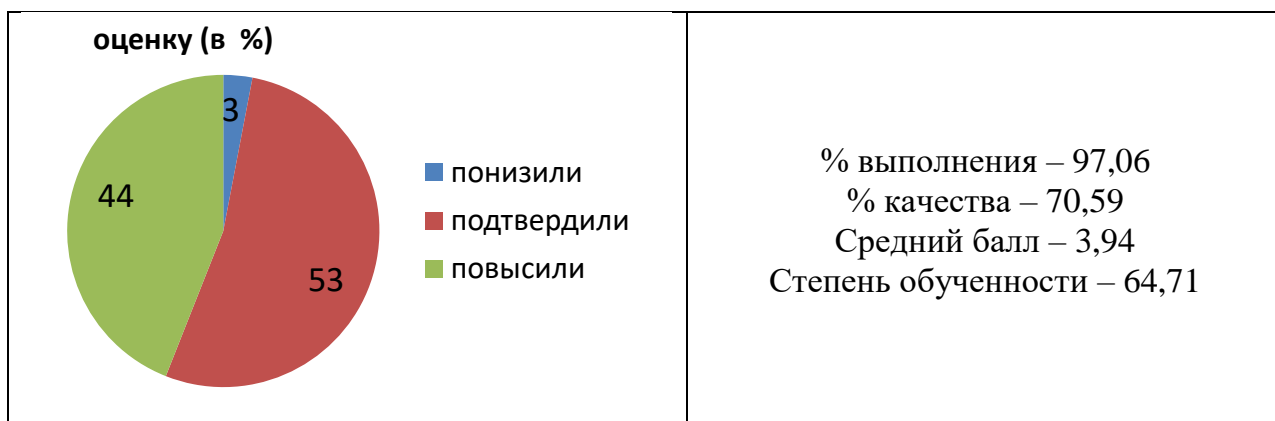 оценку (в %)
3
44
53
понизили
подтвердили
повысили
% выполнения – 97,06
% качества – 70,59
Средний балл – 3,94
Степень обученности – 64,71